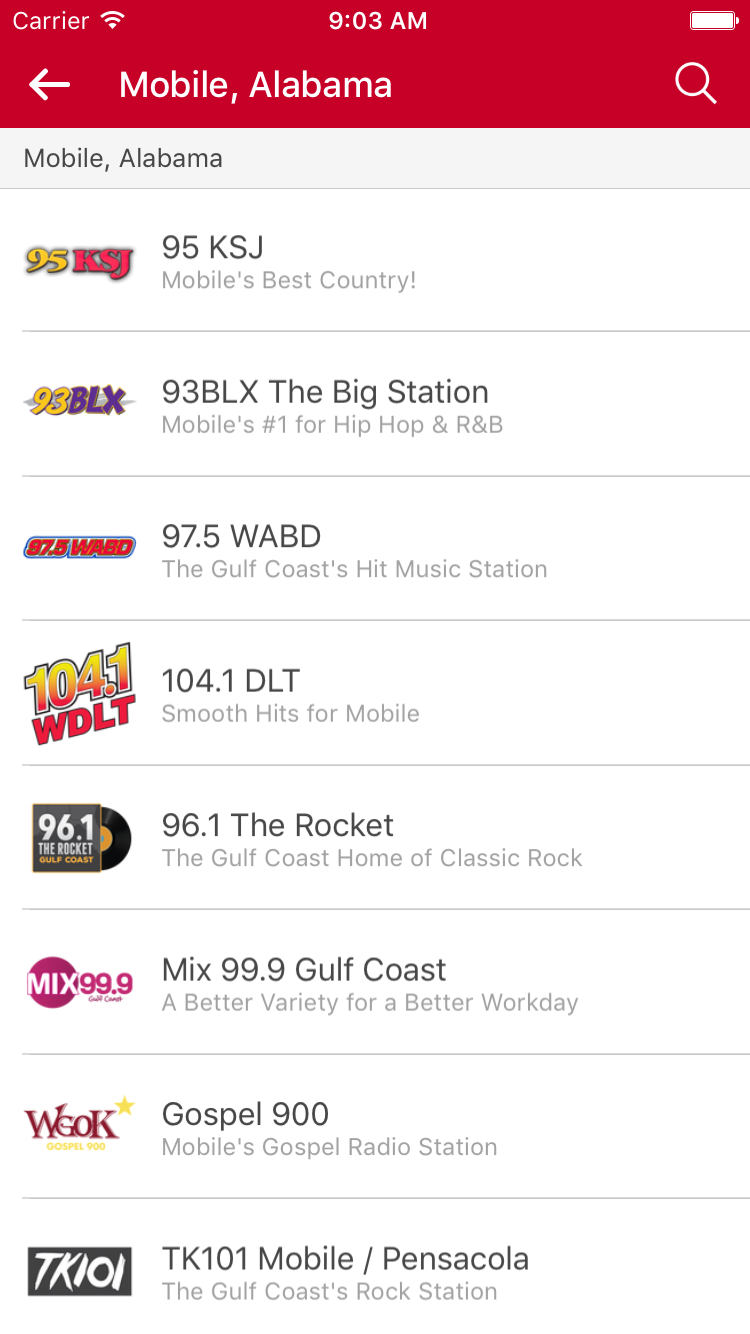 Carrier 9:03 AM
Mobile, Alabama
Mobile, Alabama
95 KSJ
95 KSJ
Mobile's Best Country!
93BLX
93BLX The Big Station
Mobile's #1 for Hip Hop & R&B
97.5 WABD
97.5 WABD
The Gulf Coast's Hit Music Station
104.1
WDLT
104.1 DLT
Smooth Hits for Mobile
96.1
THE ROCKET
GULF COAST
96.1 The Rocket
The Gulf Coast Home of Classic Rock
MIX99.9
Gulf Coast
Mix 99.9 Gulf Coast
A Better Variety for a Better Workday
WGOK
GOSPEL 900
Gospel 900
Mobile's Gospel Radio Station
TK101
TK101 Mobile / Pensacola
The Gulf Coast's Rock Station